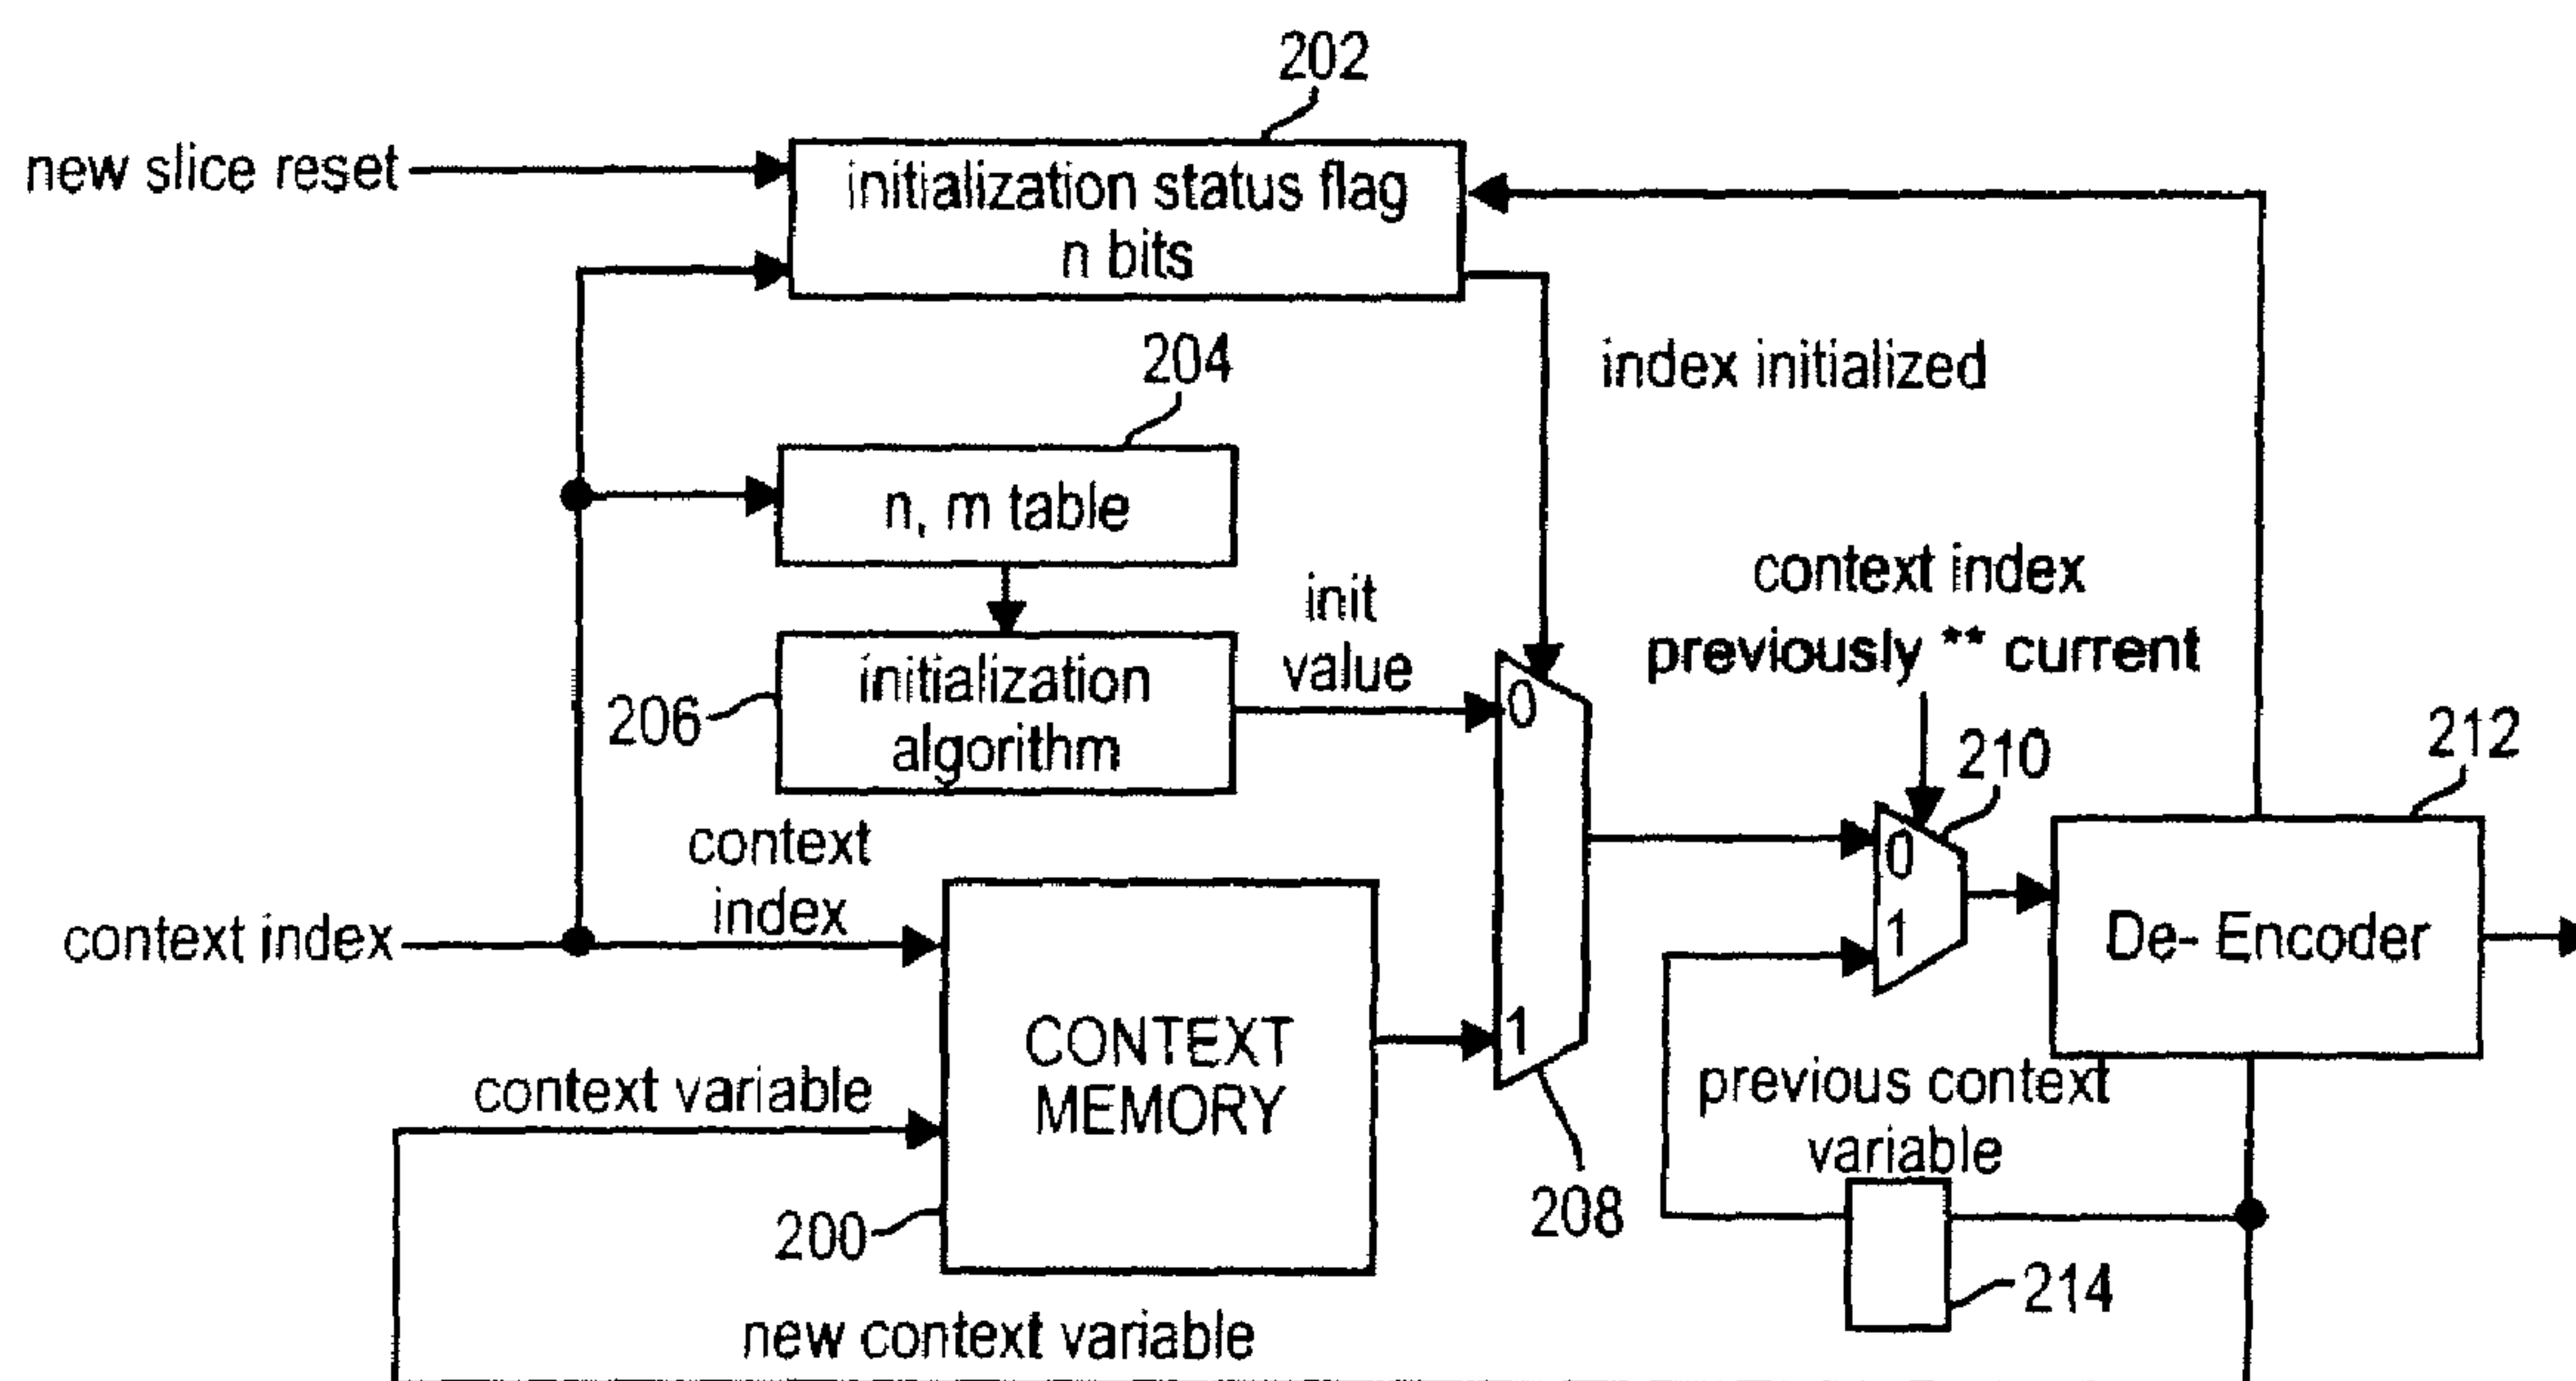 202
new slice reset
initialization status flag
n bits
204
index initialized
n, m table
context index
previously ** current
init
value
206
initialization
algorithm
0
210
212
context
index
0
context index
1
De- Encoder
CONTEXT
MEMORY
1
context variable
previous context
variable
200
208
214
new context variable